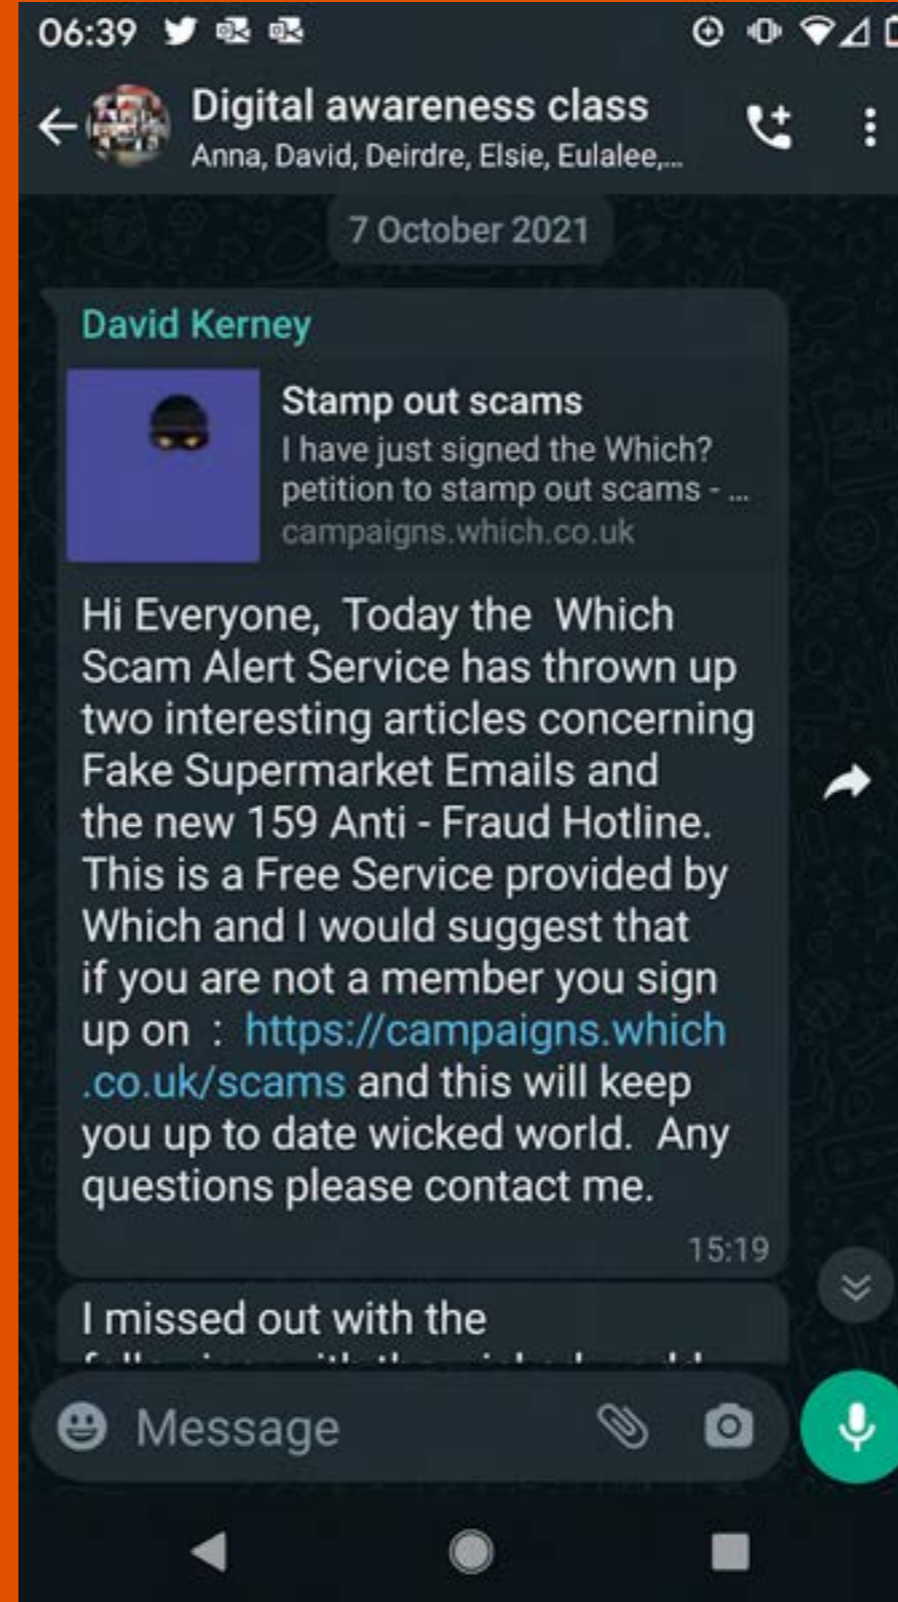 06:39
Digital awareness class
Anna, David, Deirdre, Elsie, Eulalee,...
7 October 2021
David Kerney
Stamp out scams
I have just signed the Which?
petition to stamp out scams - ...
campaigns.which.co.uk
Hi Everyone,  Today the  Which
Scam Alert Service has thrown up
two interesting articles concerning
Fake Supermarket Emails and
the new 159 Anti - Fraud Hotline.
This is a Free Service provided by
Which and I would suggest that
if you are not a member you sign
up on  :  https://campaigns.which
.co.uk/scams and this will keep
you up to date wicked world.  Any
questions please contact me.
15:19
I missed out with the
Message